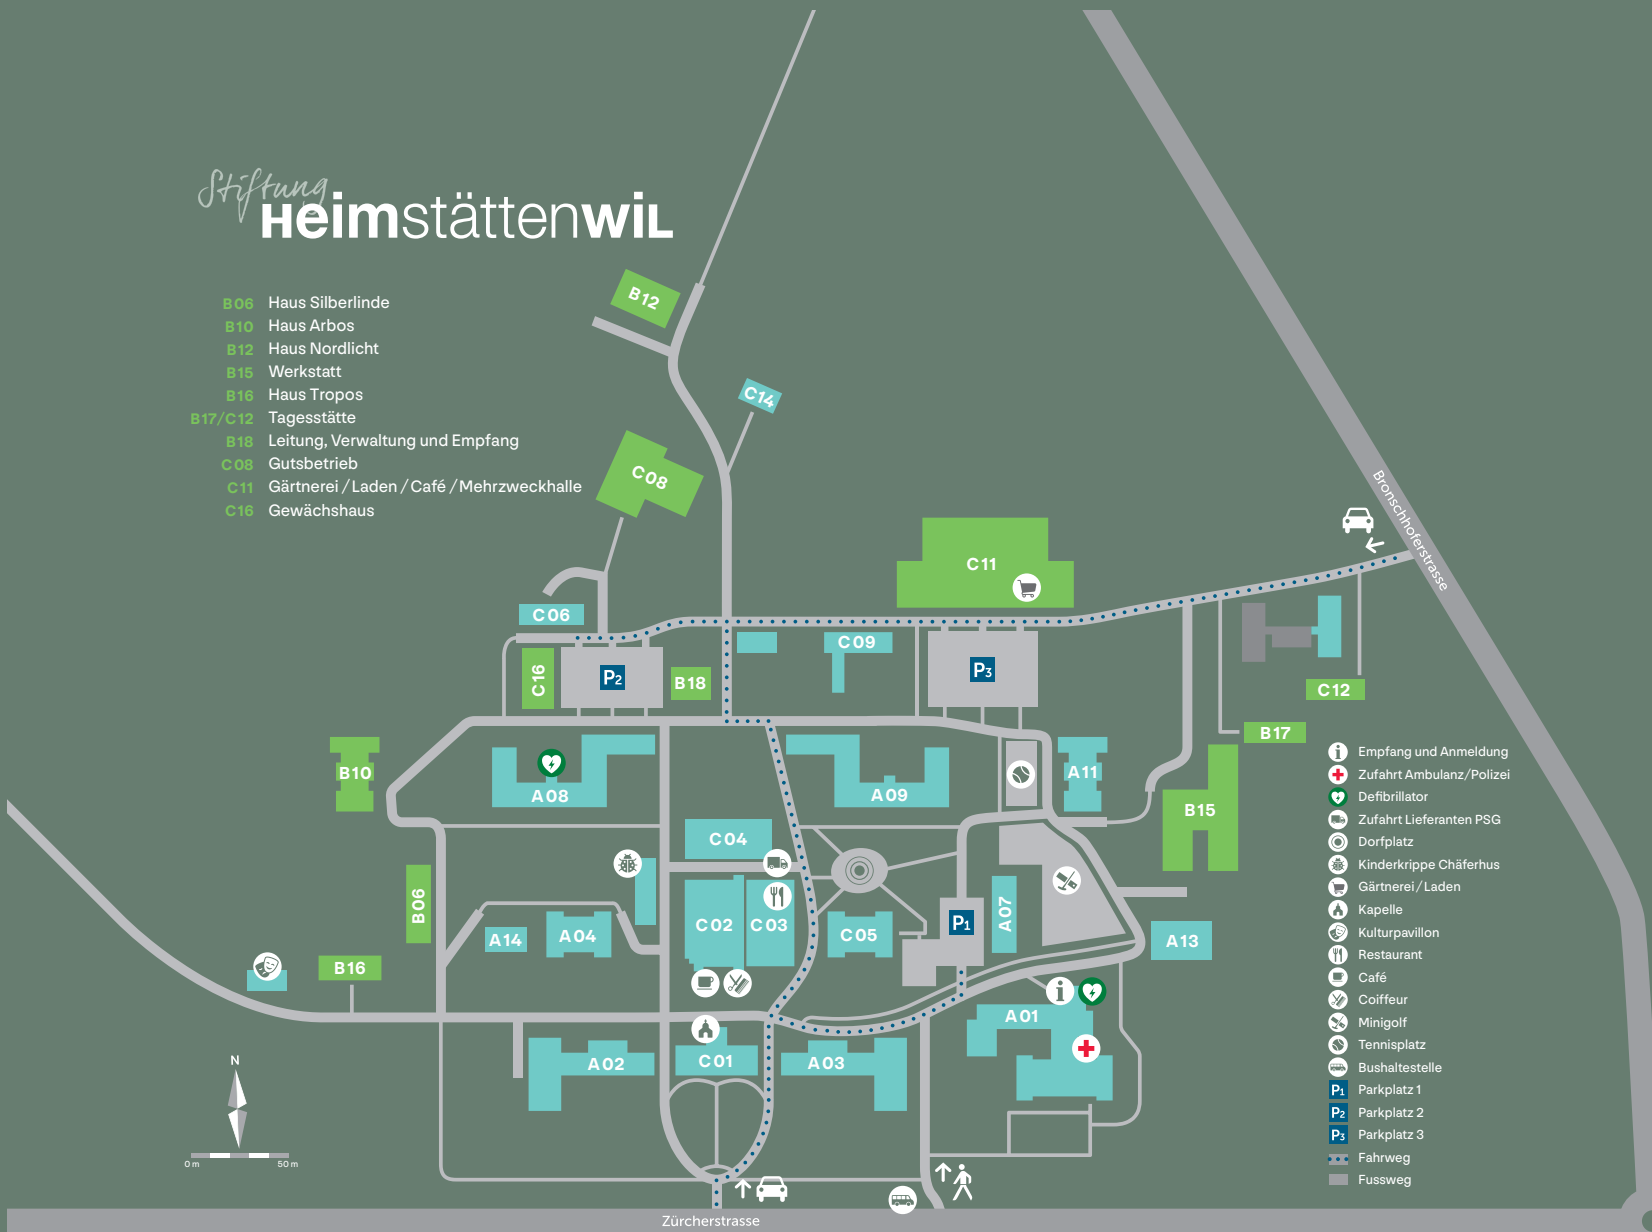 Stiftung
Heimstättenwil
B06 Haus Silberlinde
B10 Haus Arbos
B12 Haus Nordlicht
B15 Werkstatt
B16 Haus Tropos
B17/C12 Tagesstätte
B18 Leitung, Verwaltung und Empfang
C08 Gutsbetrieb
C11 Gärtnerei / Laden / Café / Mehrzweckhalle
C16 Gewächshaus
B12
C14
C08
Bronschhoferstrasse
C11
C06
C09
C16
P2
B18
P3
C12
B17
B10
A08
A09
A11
B15
C04
B06
A14
A04
C02
C03
C05
P1
A07
A13
B16
A01
A02
C01
A03
N
0 m
50 m
Zürcherstrasse
Empfang und Anmeldung
Zufahrt Ambulanz/Polizei
Defibrillator
Zufahrt Lieferanten PSG
Dorfplatz
Kinderkrippe Chäferhus
Gärtnerei / Laden
Kapelle
Kulturpavillon
Restaurant
Café
Coiffeur
Minigolf
Tennisplatz
Bushaltestelle
P1 Parkplatz 1
P2 Parkplatz 2
P3 Parkplatz 3
Fahrweg
Fussweg